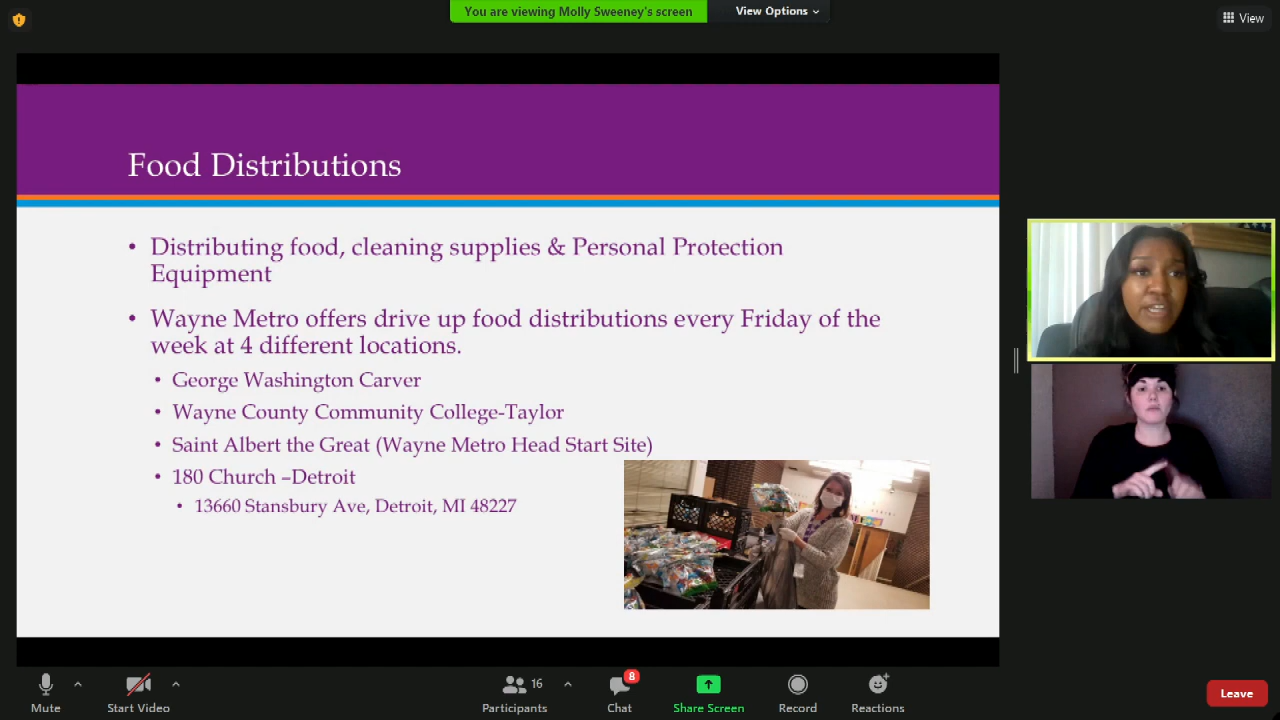 You are viewing Molly Sweeney's screen
View Options
View
Food Distributions
• Distributing food, cleaning supplies & Personal Protection
Equipment
• Wayne Metro offers drive up food distributions every Friday of the
week at 4 different locations.
• George Washington Carver
• Wayne County Community College-Taylor
• Saint Albert the Great (Wayne Metro Head Start Site)
• 180 Church –Detroit
• 13660 Stansbury Ave, Detroit, MI 48227
Mute
Start Video
16
Participants
8
Chat
Share Screen
Record
Reactions
Leave